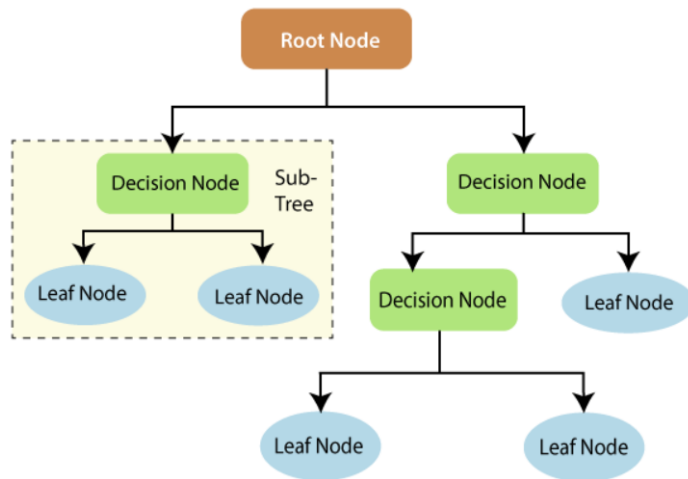 Root Node
Decision Node
Sub-
Tree
Decision Node
Leaf Node
Leaf Node
Decision Node
Leaf Node
Leaf Node
Leaf Node